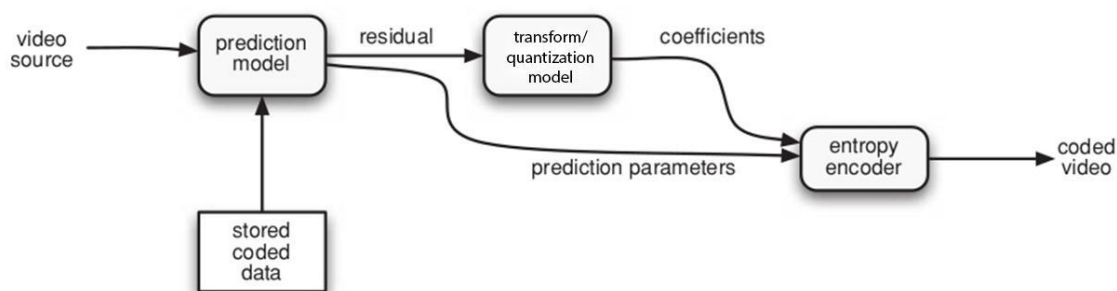 video
source
prediction
model
residual
transform/
quantization
model
coefficients
prediction parameters
entropy
encoder
coded
video
stored
coded
data